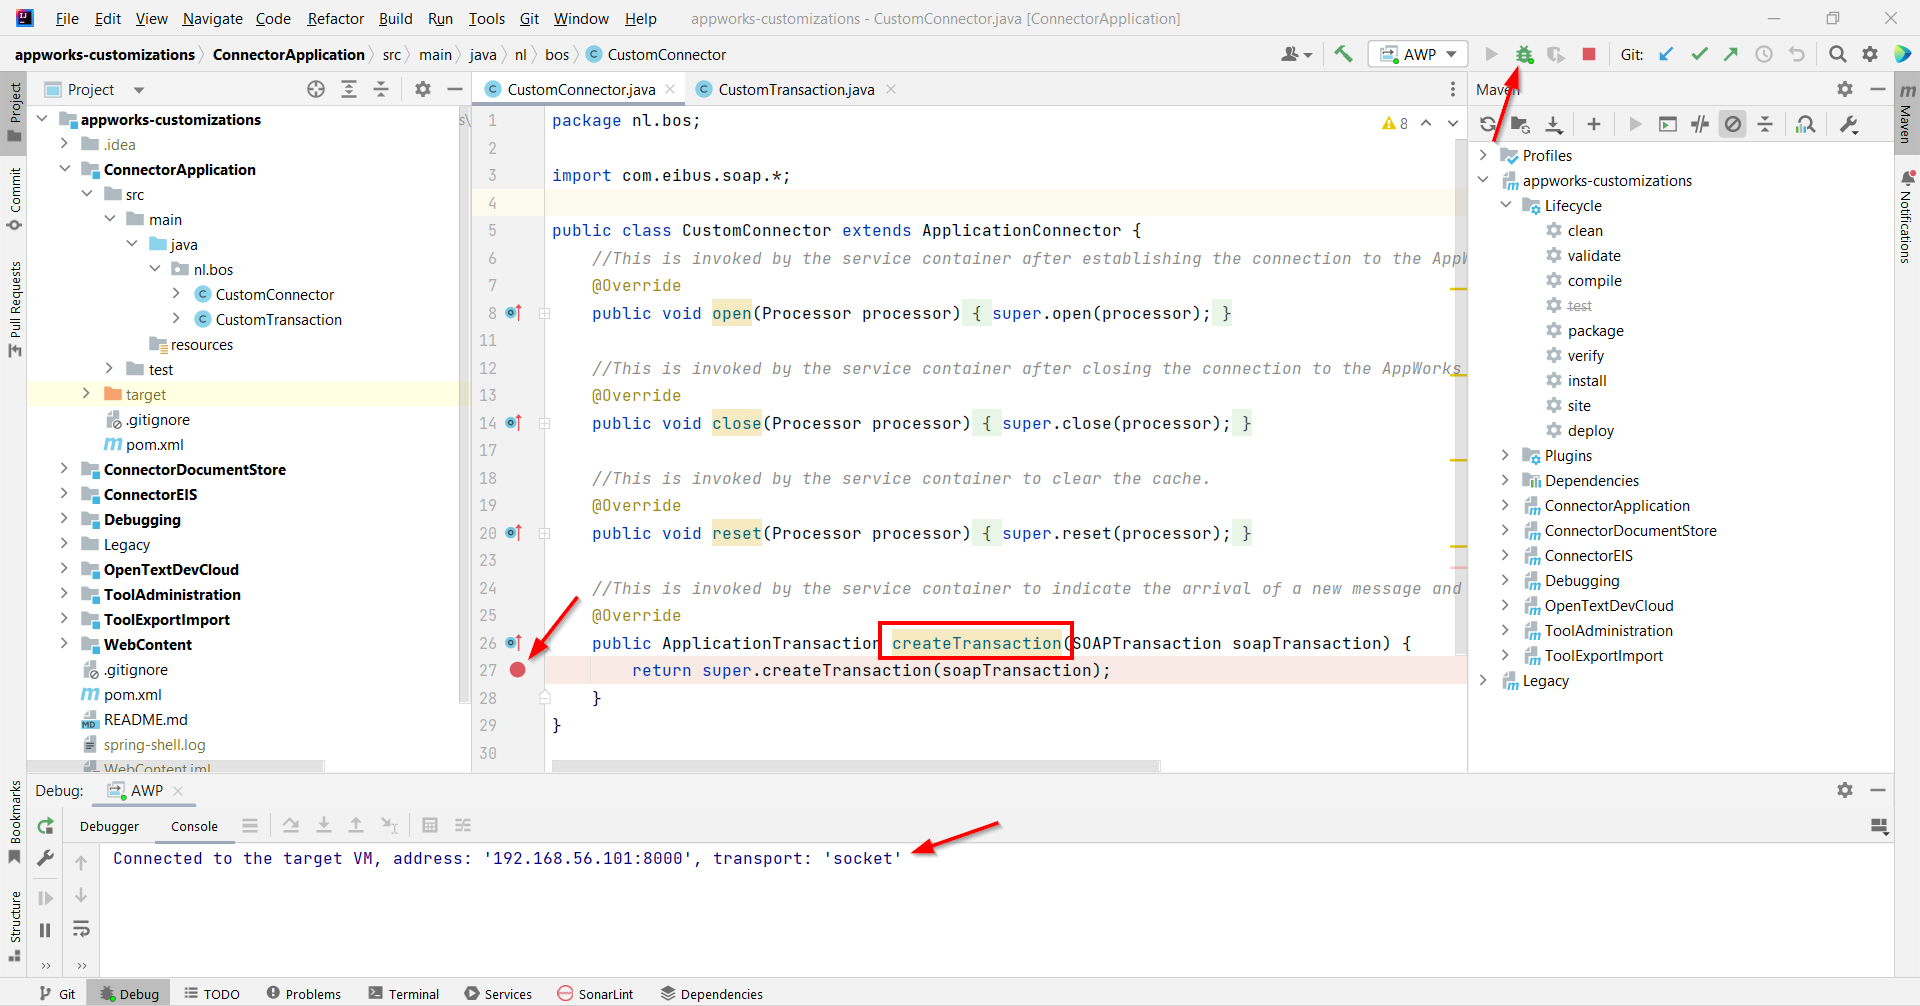 File Edit View Navigate Code Refactor Build Run Tools Git Window Help appworks-customizations - CustomConnector.java [ConnectorApplication]
appworks-customizations ConnectorApplication src main java nl bos CustomConnector AWP Git:
Project
CustomConnector.java CustomTransaction.java
Maven
Project
Commit
Pull Requests
Bookmarks
Structure
appworks-customizations
.idea
ConnectorApplication
src
main
java
nl.bos
CustomConnector
CustomTransaction
resources
test
target
.gitignore
pom.xml
ConnectorDocumentStore
ConnectorEIS
Debugging
Legacy
OpenTextDevCloud
ToolAdministration
ToolExportImport
WebContent
.gitignore
pom.xml
README.md
spring-shell.log
WebContent.iml
s\
8
1 package nl.bos;
2
3 import com.eibus.soap.*;
4
5 public class CustomConnector extends ApplicationConnector {
6 //This is invoked by the service container after establishing the connection to the AppW
7 @Override
8 public void open(Processor processor) { super.open(processor); }
11
12 //This is invoked by the service container after closing the connection to the AppWorks
13 @Override
14 public void close(Processor processor) { super.close(processor); }
17
18 //This is invoked by the service container to clear the cache.
19 @Override
20 public void reset(Processor processor) { super.reset(processor); }
23
24 //This is invoked by the service container to indicate the arrival of a new message and
25 @Override
26 public ApplicationTransaction createTransaction(SOAPTransaction soapTransaction) {
27 return super.createTransaction(soapTransaction);
28 }
29 }
30
Profiles
appworks-customizations
Lifecycle
clean
validate
compile
test
package
verify
install
site
deploy
Plugins
Dependencies
ConnectorApplication
ConnectorDocumentStore
ConnectorEIS
Debugging
OpenTextDevCloud
ToolAdministration
ToolExportImport
Legacy
m Maven
Notifications
Debug: AWP
Debugger Console
Connected to the target VM, address: '192.168.56.101:8000', transport: 'socket'
Git Debug TODO Problems Terminal Services SonarLint Dependencies